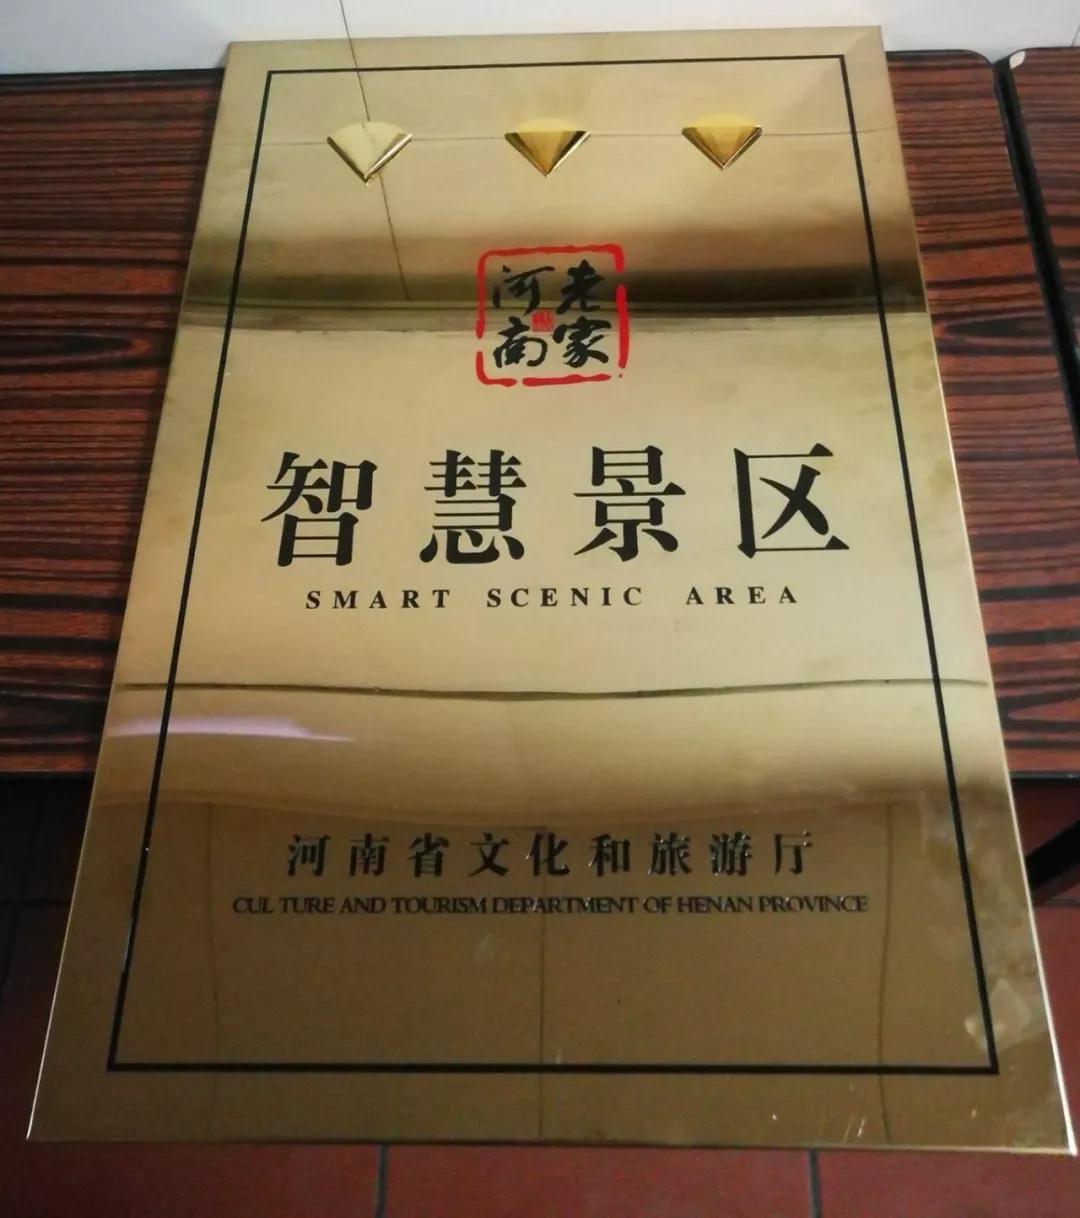 老家
河南
智慧景区
SMART SCENIC AREA
河南省文化和旅游厅
CUL TURE AND TOURISM DEPARTMENT OF HENAN PROVINCE